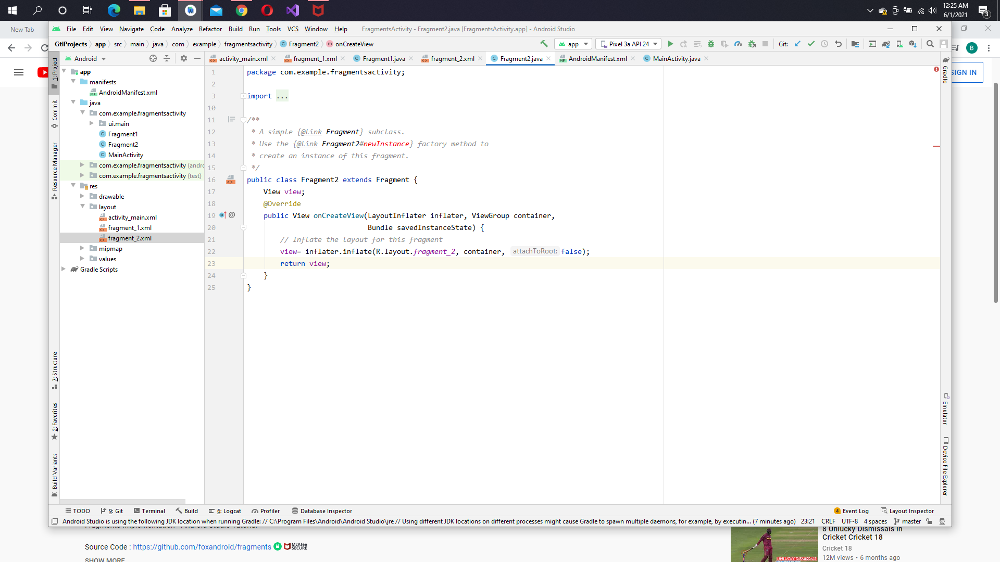 12:25 AM
6/1/2021
3
New Tab
File Edit View Navigate Code Analyze Refactor Build Run Tools VCS Window Help FragmentsActivity - Fragment2.java [FragmentsActivity.app] - Android Studio
GtiProjects app src main java com example fragmentsactivity Fragment2 onCreateView app Pixel 3a API 24 Git:
B
SIGN IN
Android
activity_main.xml fragment_1.xml Fragment1.java fragment_2.xml Fragment2.java AndroidManifest.xml MainActivity.java
app
manifests
AndroidManifest.xml
java
com.example.fragmentsactivity
ui.main
Fragment1
Fragment2
MainActivity
com.example.fragmentsactivity (andro
com.example.fragmentsactivity (test)
res
drawable
layout
activity_main.xml
fragment_1.xml
fragment_2.xml
mipmap
values
Gradle Scripts
1: Project
Commit
Resource Manager
7: Structure
2: Favorites
Build Variants
1 package com.example.fragmentsactivity;
2
3 import ...
10
11 /**
12 * A simple {@link Fragment} subclass.
13 * Use the {@link Fragment2#newInstance} factory method to
14 * create an instance of this fragment.
15 */
16 public class Fragment2 extends Fragment {
17 View view;
18 @Override
19 public View onCreateView(LayoutInflater inflater, ViewGroup container,
20 Bundle savedInstanceState) {
21 // Inflate the layout for this fragment
22 view= inflater.inflate(R.layout.fragment_2, container, attachToRoot: false);
23 return view;
24 }
25 }
Gradle
Emulator
Device File Explorer
TODO 9: Git Terminal Build 6: Logcat Profiler Database Inspector 4 Event Log Layout Inspector
Android Studio is using the following JDK location when running Gradle: // C:\Program Files\Android\Android Studio\jre // Using different JDK locations on different processes might cause Gradle to spawn multiple daemons, for example, by executin... (7 minutes ago) 23:21 CRLF UTF-8 4 spaces master
Fragments Implementation - Android Studio Tutorial
Source Code : https://github.com/foxandroid/fragments McAfee SECURE
SHOW MORE
UNLUCKY DISMISSALS
8 Unlucky Dismissals in
Cricket Cricket 18
Cricket 18
12M views • 6 months ago